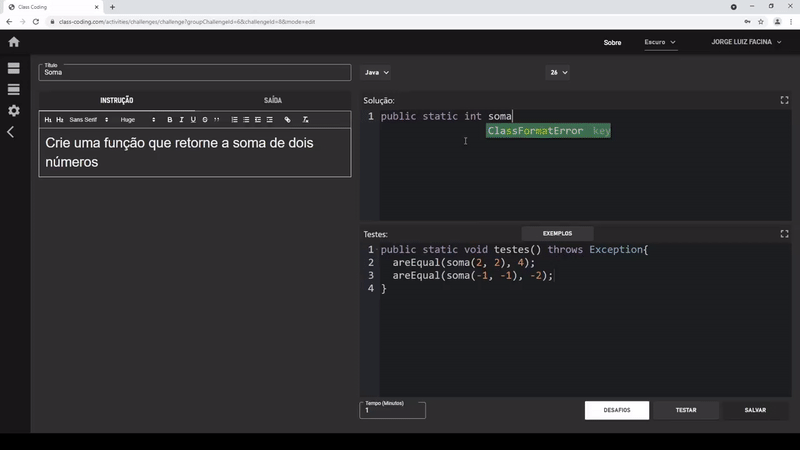 Class Coding
class-coding.com/activities/challenges/challenge?groupChallengeId=6&challengeId=8&mode=edit
Sobre
Escuro
JORGE LUIZ FACINA
Título
Soma
Java
26
INSTRUÇÃO
SAÍDA
H1 H2 Sans Serif Huge B I U S
Crie uma função que retorne a soma de dois
números
Solução:
1 public static int soma
ClassFormatError key
Testes:
EXEMPLOS
1 public static void testes() throws Exception{
2 areEqual(soma(2, 2), 4);
3 areEqual(soma(-1, -1), -2);
4 }
Tempo (Minutos)
1
DESAFIOS
TESTAR
SALVAR